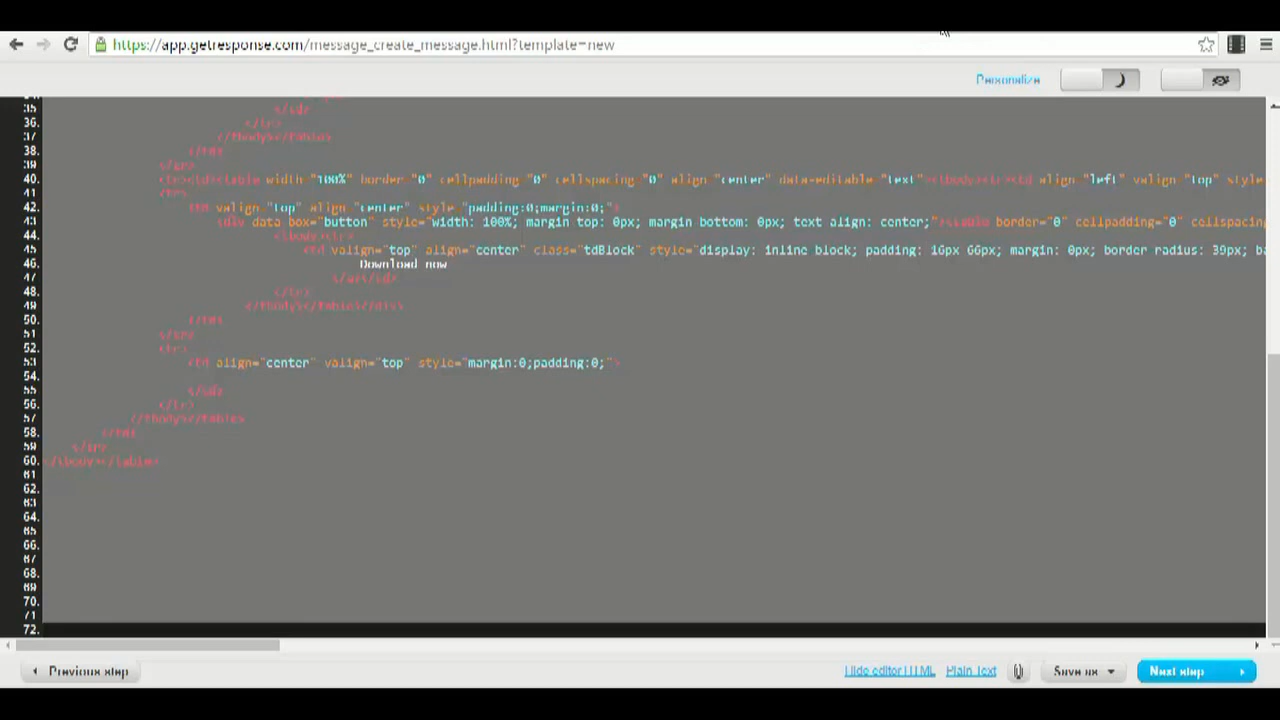 https://app.getresponse.com/message_create_message.html?template=new
Personalize
35
36.
37
38.
39
40. <tr><td><table width="100%" border="0" cellpadding="0" cellspacing="0" align="center" data-editable="text"><tbody><tr><td align="left" valign="top" style
41 <tr>
42. <td valign="top" align="center" style="padding:0;margin:0;">
43 <div data-box="button" style="width: 100%; margin-top: 0px; margin-bottom: 0px; text-align: center;"><table border="0" cellpadding="0" cellspacing
44. <tbody><tr>
45 <td valign="top" align="center" class="tdBlock" style="display: inline-block; padding: 16px 66px; margin: 0px; border-radius: 39px; ba
46. Download now
47 </a></td>
48. </tr>
49 </tbody></table></div>
50. </td>
51 </tr>
52. <tr>
53 <td align="center" valign="top" style="margin:0;padding:0;">
54.
55 </td>
56. </tr>
57 </tbody></table>
58. </td>
59 </tr>
60. </tbody></table>
61
62.
63
64.
65
66.
67
68.
69
70.
71
72.
Previous step
Hide editor HTML
Plain Text
Save as
Next step